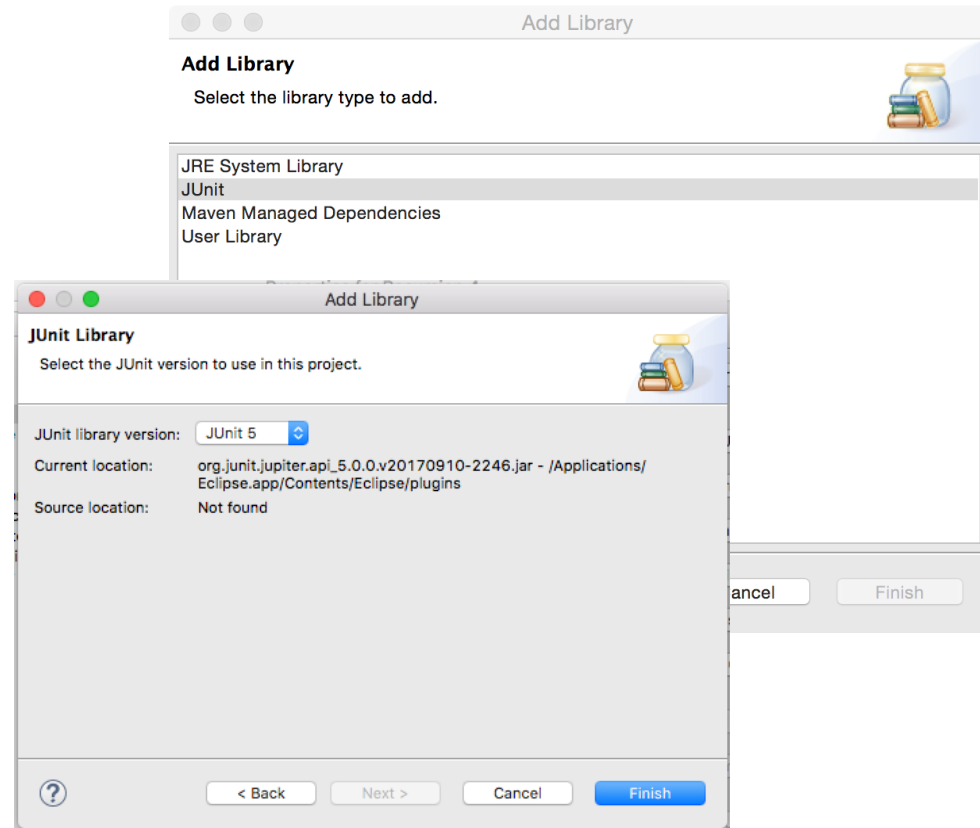 Add Library
Add Library
Select the library type to add.
JRE System Library
JUnit
Maven Managed Dependencies
User Library
Add Library
JUnit Library
Select the JUnit version to use in this project.
JUnit library version: JUnit 5
Current location: org.junit.jupiter.api_5.0.0.v20170910-2246.jar - /Applications/
Eclipse.app/Contents/Eclipse/plugins
Source location: Not found
ancel Finish
? < Back Next > Cancel Finish